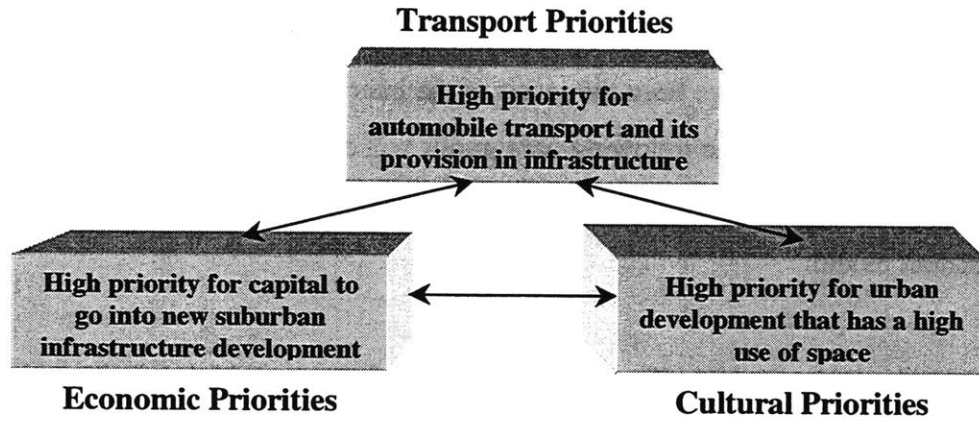 Transport Priorities
High priority for
automobile transport and its
provision in infrastructure
High priority for capital to
go into new suburban
infrastructure development
High priority for urban
development that has a high
use of space
Economic Priorities
Cultural Priorities